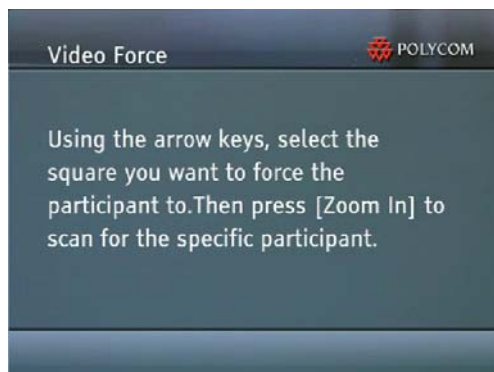 Video Force
POLYCOM
Using the arrow keys, select the
square you want to force the
participant to.Then press [Zoom In] to
scan for the specific participant.